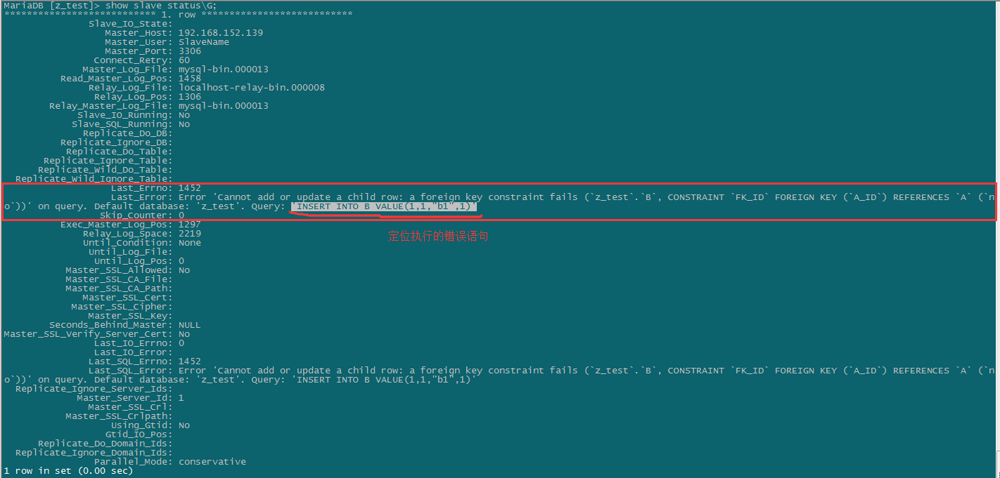 MariaDB [z_test]> show slave status\G;
*************************** 1. row ***************************
Slave_IO_State:
Master_Host: 192.168.152.139
Master_User: SlaveName
Master_Port: 3306
Connect_Retry: 60
Master_Log_File: mysql-bin.000013
Read_Master_Log_Pos: 1458
Relay_Log_File: localhost-relay-bin.000008
Relay_Log_Pos: 1306
Relay_Master_Log_File: mysql-bin.000013
Slave_IO_Running: No
Slave_SQL_Running: No
Replicate_Do_DB:
Replicate_Ignore_DB:
Replicate_Do_Table:
Replicate_Ignore_Table:
Replicate_Wild_Do_Table:
Replicate_Wild_Ignore_Table:
Last_Errno: 1452
Last_Error: Error 'Cannot add or update a child row: a foreign key constraint fails (`z_test`.`B`, CONSTRAINT `FK_ID` FOREIGN KEY (`A_ID`) REFERENCES `A` (`n
o`))' on query. Default database: 'z_test'. Query: 'INSERT INTO B VALUE(1,1,"b1",1)'
Skip_Counter: 0
Exec_Master_Log_Pos: 1297
Relay_Log_Space: 2219
Until_Condition: None
定位执行的错误语句
Until_Log_File:
Until_Log_Pos: 0
Master_SSL_Allowed: No
Master_SSL_CA_File:
Master_SSL_CA_Path:
Master_SSL_Cert:
Master_SSL_Cipher:
Master_SSL_Key:
Seconds_Behind_Master: NULL
Master_SSL_Verify_Server_Cert: No
Last_IO_Errno: 0
Last_IO_Error:
Last_SQL_Errno: 1452
Last_SQL_Error: Error 'Cannot add or update a child row: a foreign key constraint fails (`z_test`.`B`, CONSTRAINT `FK_ID` FOREIGN KEY (`A_ID`) REFERENCES `A` (`n
o`))' on query. Default database: 'z_test'. Query: 'INSERT INTO B VALUE(1,1,"b1",1)'
Replicate_Ignore_Server_Ids:
Master_Server_Id: 1
Master_SSL_Crl:
Master_SSL_Crlpath:
Using_Gtid: No
Gtid_IO_Pos:
Replicate_Do_Domain_Ids:
Replicate_Ignore_Domain_Ids:
Parallel_Mode: conservative
1 row in set (0.00 sec)